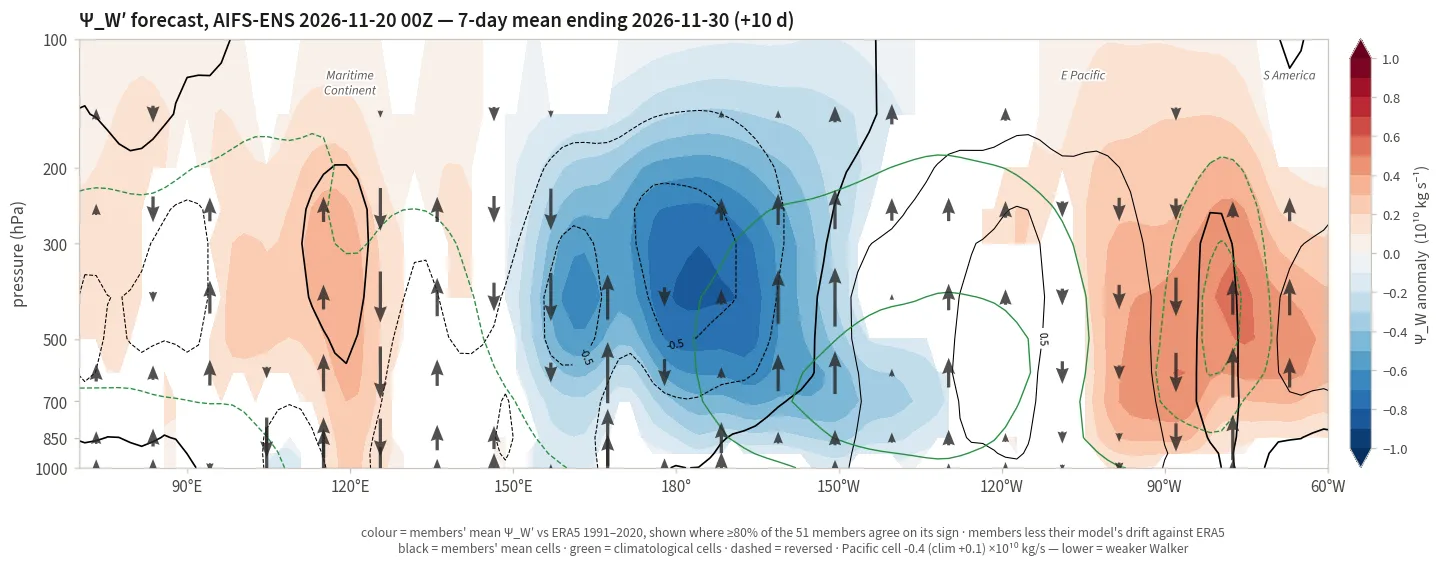 Ψ_W′ forecast, AIFS-ENS 2026-11-20 00Z — 7-day mean ending 2026-11-30 (+10 d)
100
200
300
400
500
700
850
1000
pressure (hPa)
Maritime
Continent
E Pacific
S America
-0.5
-0.5
0.5
90°E
120°E
150°E
180°
150°W
120°W
90°W
60°W
1.0
0.8
0.6
0.4
0.2
0.0
−0.2
−0.4
−0.6
−0.8
−1.0
Ψ_W anomaly (10¹⁰ kg s⁻¹)
colour = members' mean Ψ_W′ vs ERA5 1991–2020, shown where ≥80% of the 51 members agree on its sign · members less their model's drift against ERA5
black = members' mean cells · green = climatological cells · dashed = reversed · Pacific cell -0.4 (clim +0.1) ×10¹⁰ kg/s — lower = weaker Walker